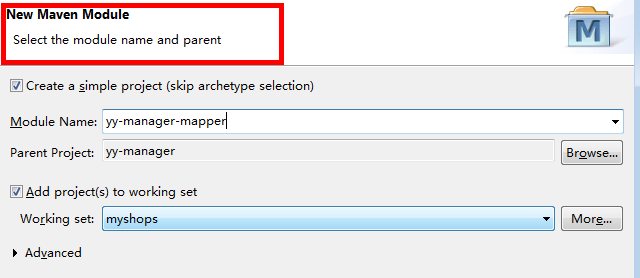 New Maven Module
Select the module name and parent
M
Create a simple project (skip archetype selection)
Module Name: yy-manager-mapper
Parent Project: yy-manager Browse...
Add project(s) to working set
Working set: myshops More...
Advanced